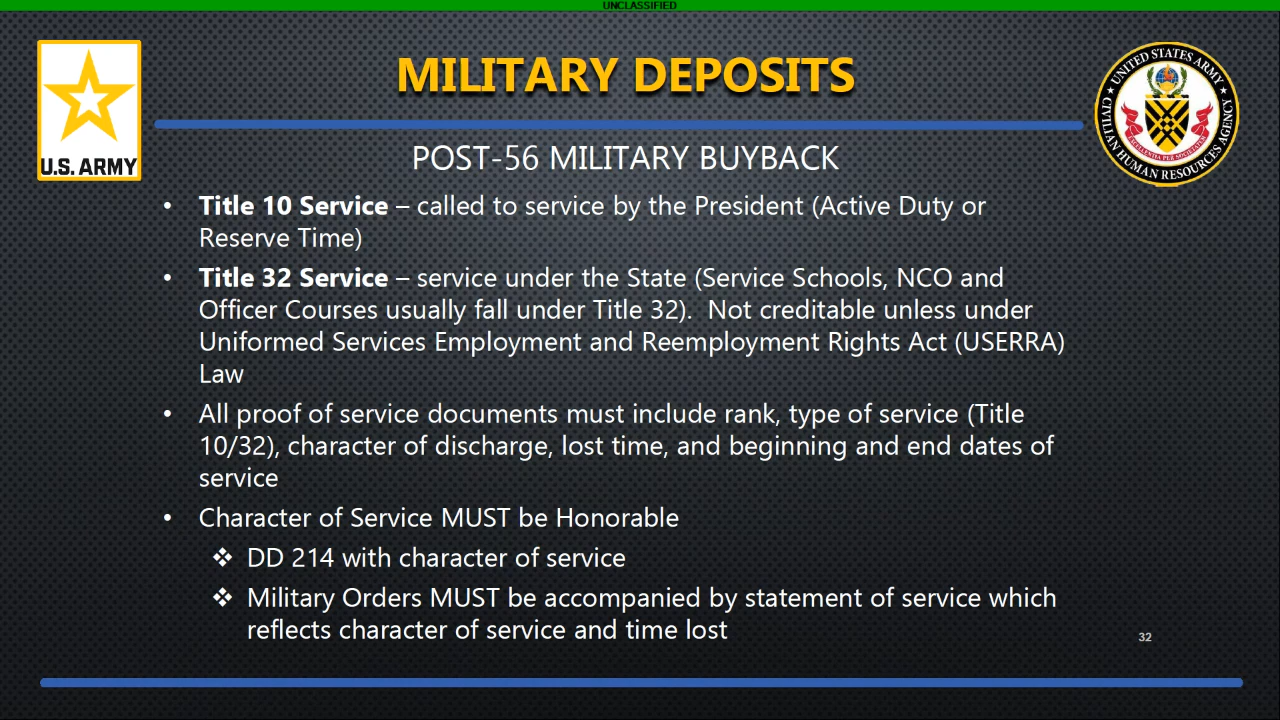 UNCLASSIFIED
U.S. ARMY
MILITARY DEPOSITS
UNITED STATES ARMY
CIVILIAN HUMAN RESOURCES AGENCY
POST-56 MILITARY BUYBACK
• Title 10 Service – called to service by the President (Active Duty or
Reserve Time)
• Title 32 Service – service under the State (Service Schools, NCO and
Officer Courses usually fall under Title 32).  Not creditable unless under
Uniformed Services Employment and Reemployment Rights Act (USERRA)
Law
• All proof of service documents must include rank, type of service (Title
10/32), character of discharge, lost time, and beginning and end dates of
service
• Character of Service MUST be Honorable
❖ DD 214 with character of service
❖ Military Orders MUST be accompanied by statement of service which
reflects character of service and time lost
32